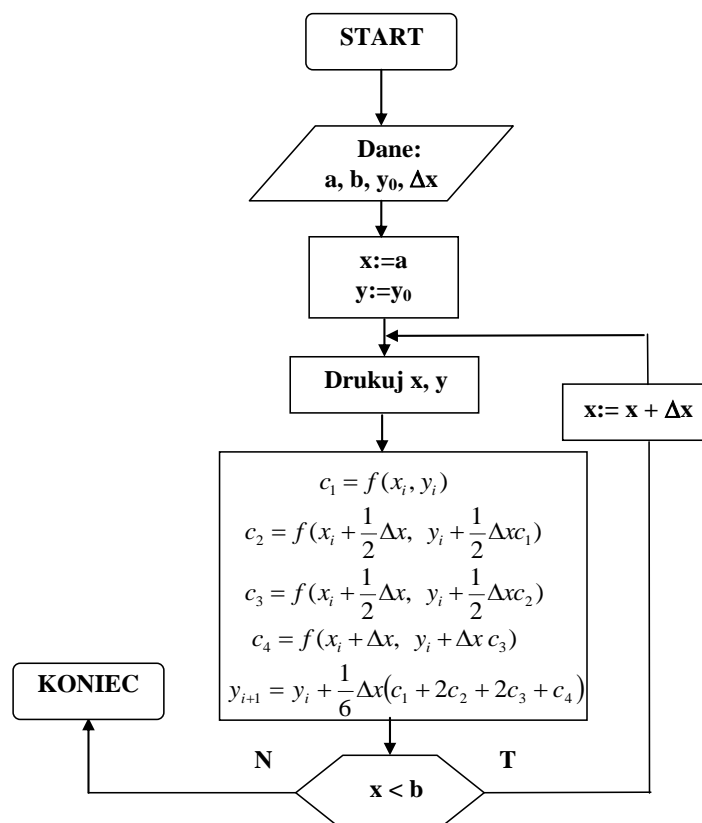 START
Dane:
a, b, y₀, Δx
x:=a
y:=y₀
Drukuj x, y
x:= x + Δx
c₁ = f(xᵢ, yᵢ)
c₂ = f(xᵢ + 1/2 Δx, yᵢ + 1/2 Δxc₁)
c₃ = f(xᵢ + 1/2 Δx, yᵢ + 1/2 Δxc₂)
c₄ = f(xᵢ + Δx, yᵢ + Δx c₃)
yᵢ₊₁ = yᵢ + 1/6 Δx(c₁ + 2c₂ + 2c₃ + c₄)
KONIEC
N
T
x < b